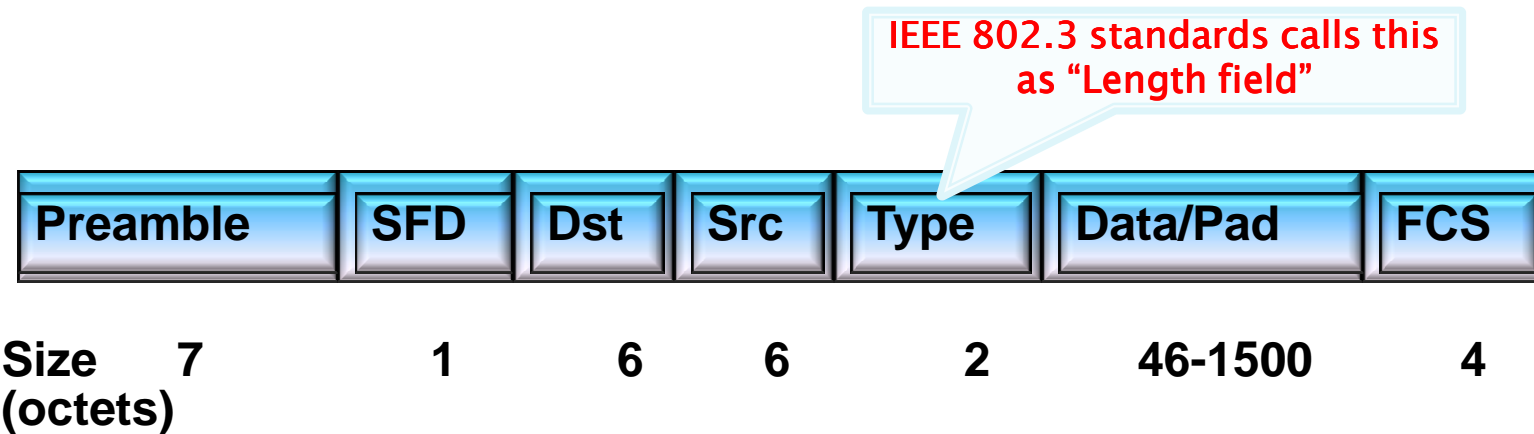 IEEE 802.3 standards calls this
as “Length field”
Preamble SFD Dst Src Type Data/Pad FCS
Size 7 1 6 6 2 46-1500 4
(octets)